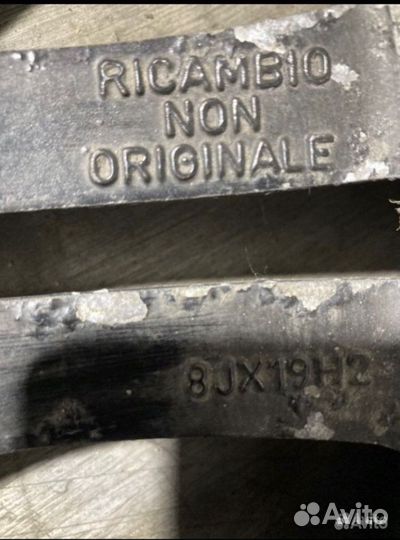 RICAMBIO
NON
ORIGINALE
8JX19H2
Avito